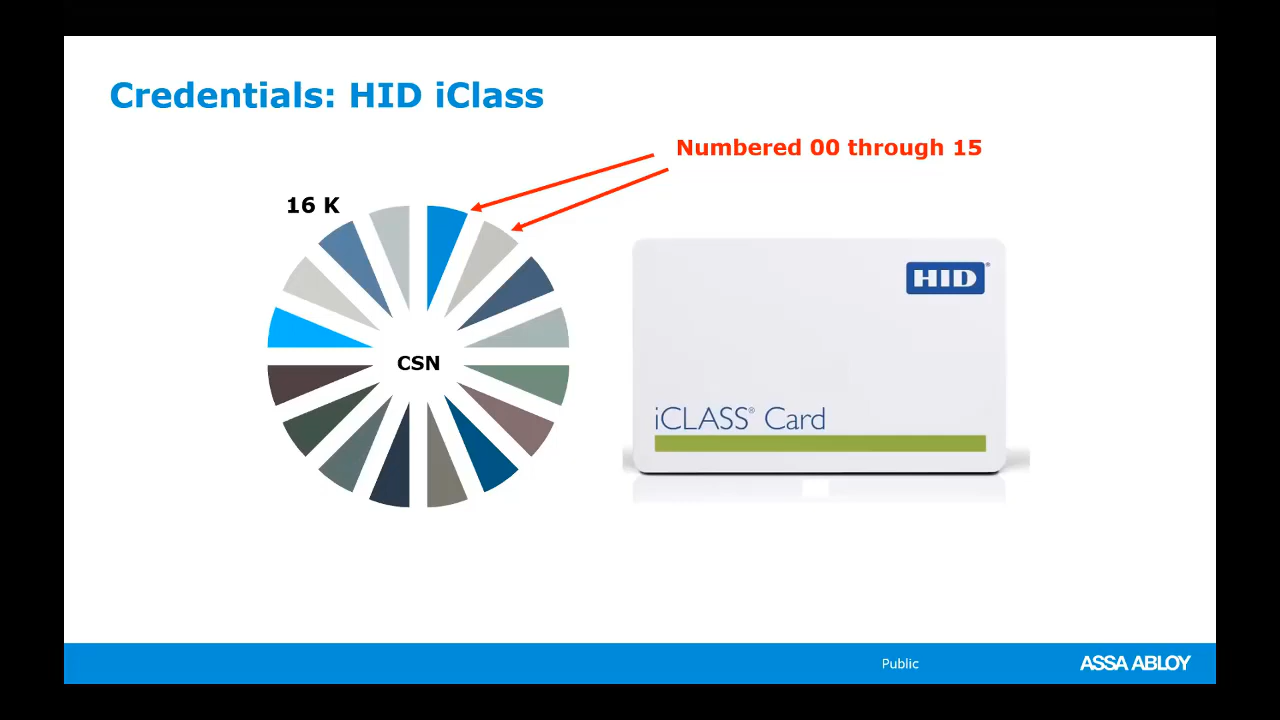 Credentials: HID iClass
Numbered 00 through 15
16 K
CSN
HID®
iCLASS® Card
Public
ASSA ABLOY